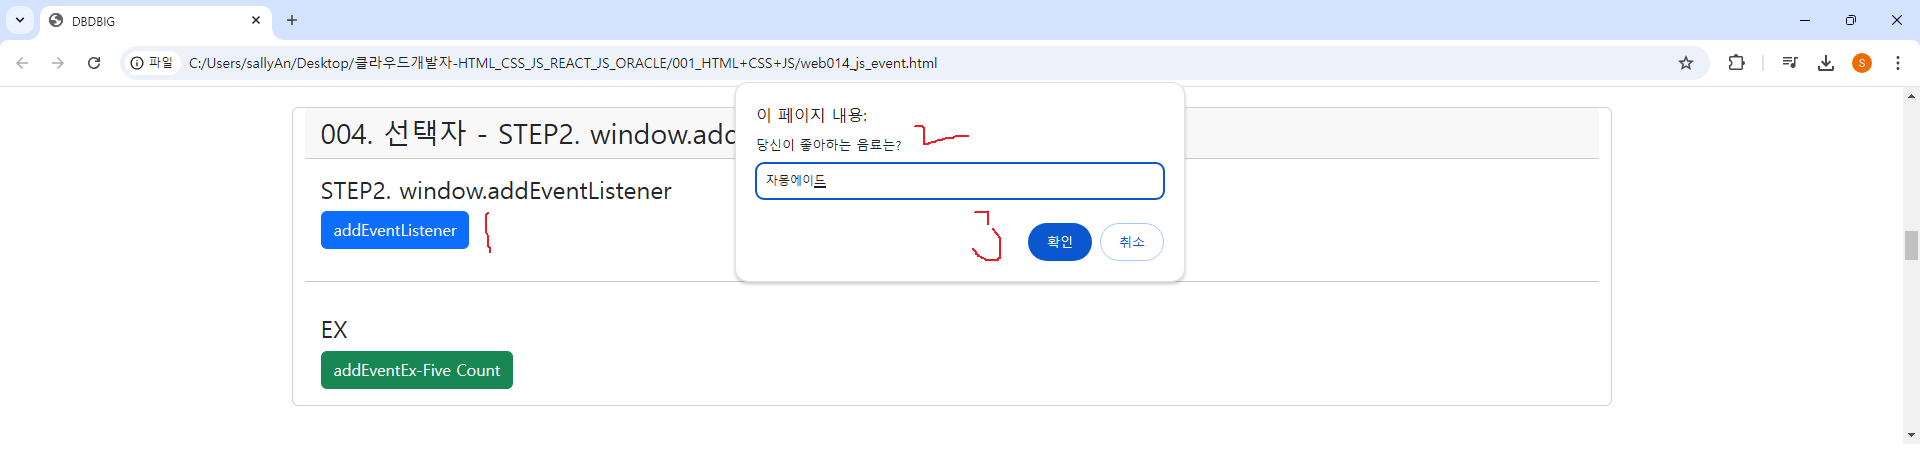 DBDBIG
파일 C:/Users/sallyAn/Desktop/클라우드개발자-HTML_CSS_JS_REACT_JS_ORACLE/001_HTML+CSS+JS/web014_js_event.html
S
004. 선택자 - STEP2. window.add
이 페이지 내용:
당신이 좋아하는 음료는?
2
자몽에이드
STEP2. window.addEventListener
addEventListener
1
3
확인
취소
EX
addEventEx-Five Count